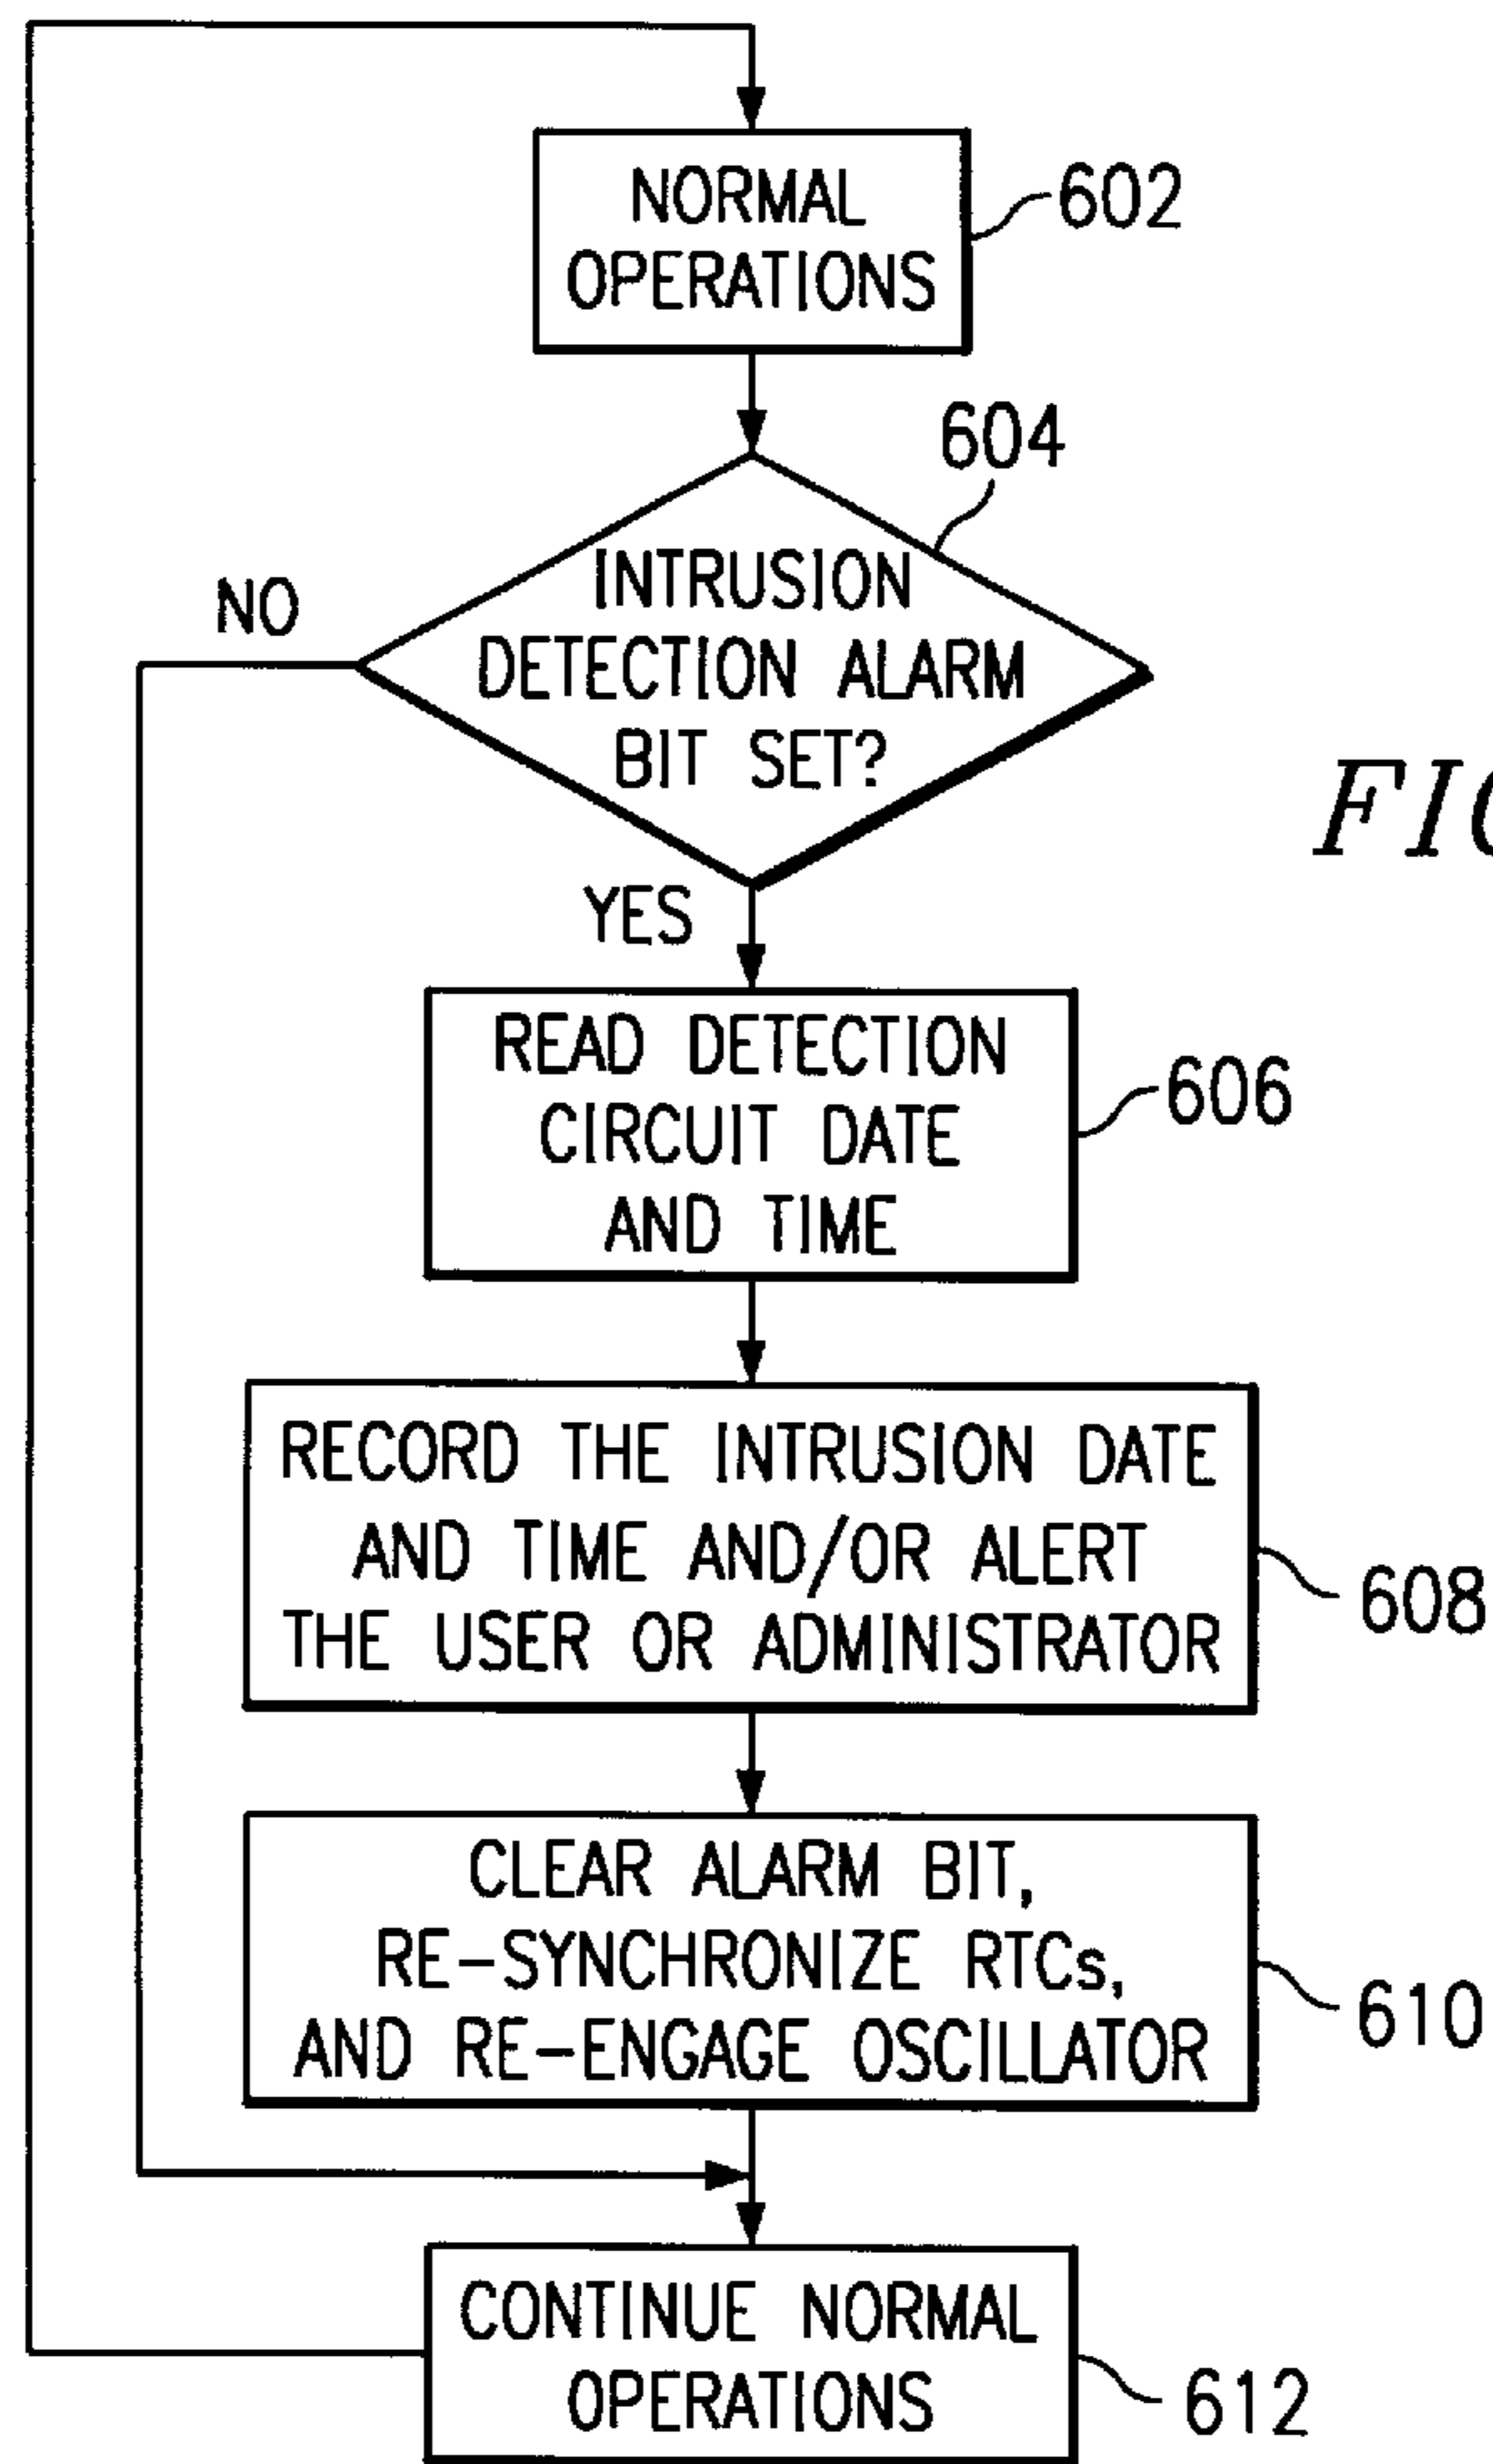 NORMAL
OPERATIONS
602
604
INTRUSION
DETECTION ALARM
BIT SET?
NO
YES
READ DETECTION
CIRCUIT DATE
AND TIME
606
RECORD THE INTRUSION DATE
AND TIME AND/OR ALERT
THE USER OR ADMINISTRATOR
608
CLEAR ALARM BIT,
RE-SYNCHRONIZE RTCs,
AND RE-ENGAGE OSCILLATOR
610
CONTINUE NORMAL
OPERATIONS
612